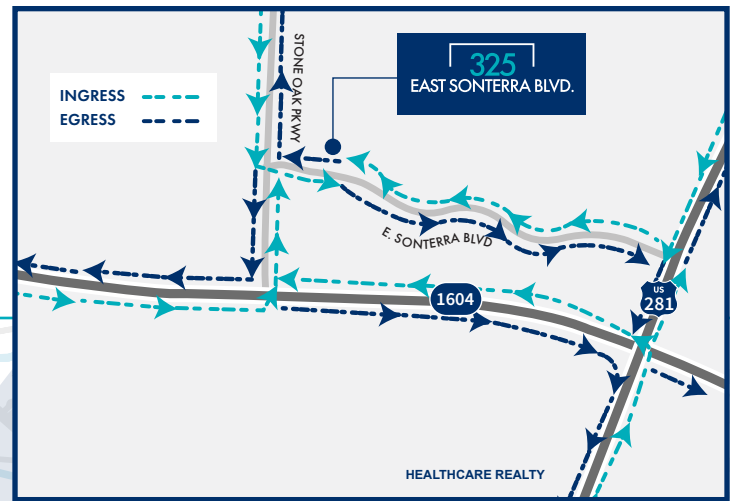 325
EAST SONTERRA BLVD.
STONE OAK PKWY
INGRESS
EGRESS
E. SONTERRA BLVD
1604
US
281
HEALTHCARE REALTY